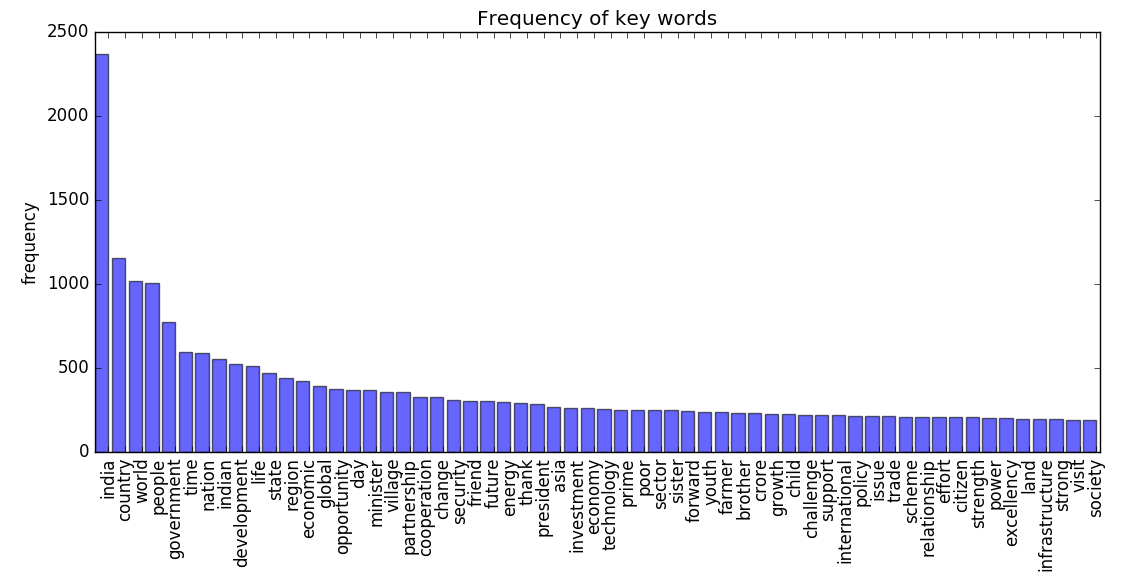 Frequency of key words
2500
2000
1500
1000
500
0
frequency
india
country
world
people
government
time
nation
indian
development
life
state
region
economic
global
opportunity
day
minister
village
partnership
cooperation
change
security
friend
future
energy
thank
president
asia
investment
economy
technology
prime
poor
sector
sister
forward
youth
farmer
brother
crore
growth
child
challenge
support
international
policy
issue
trade
scheme
relationship
effort
citizen
strength
power
excellency
land
infrastructure
strong
visit
society